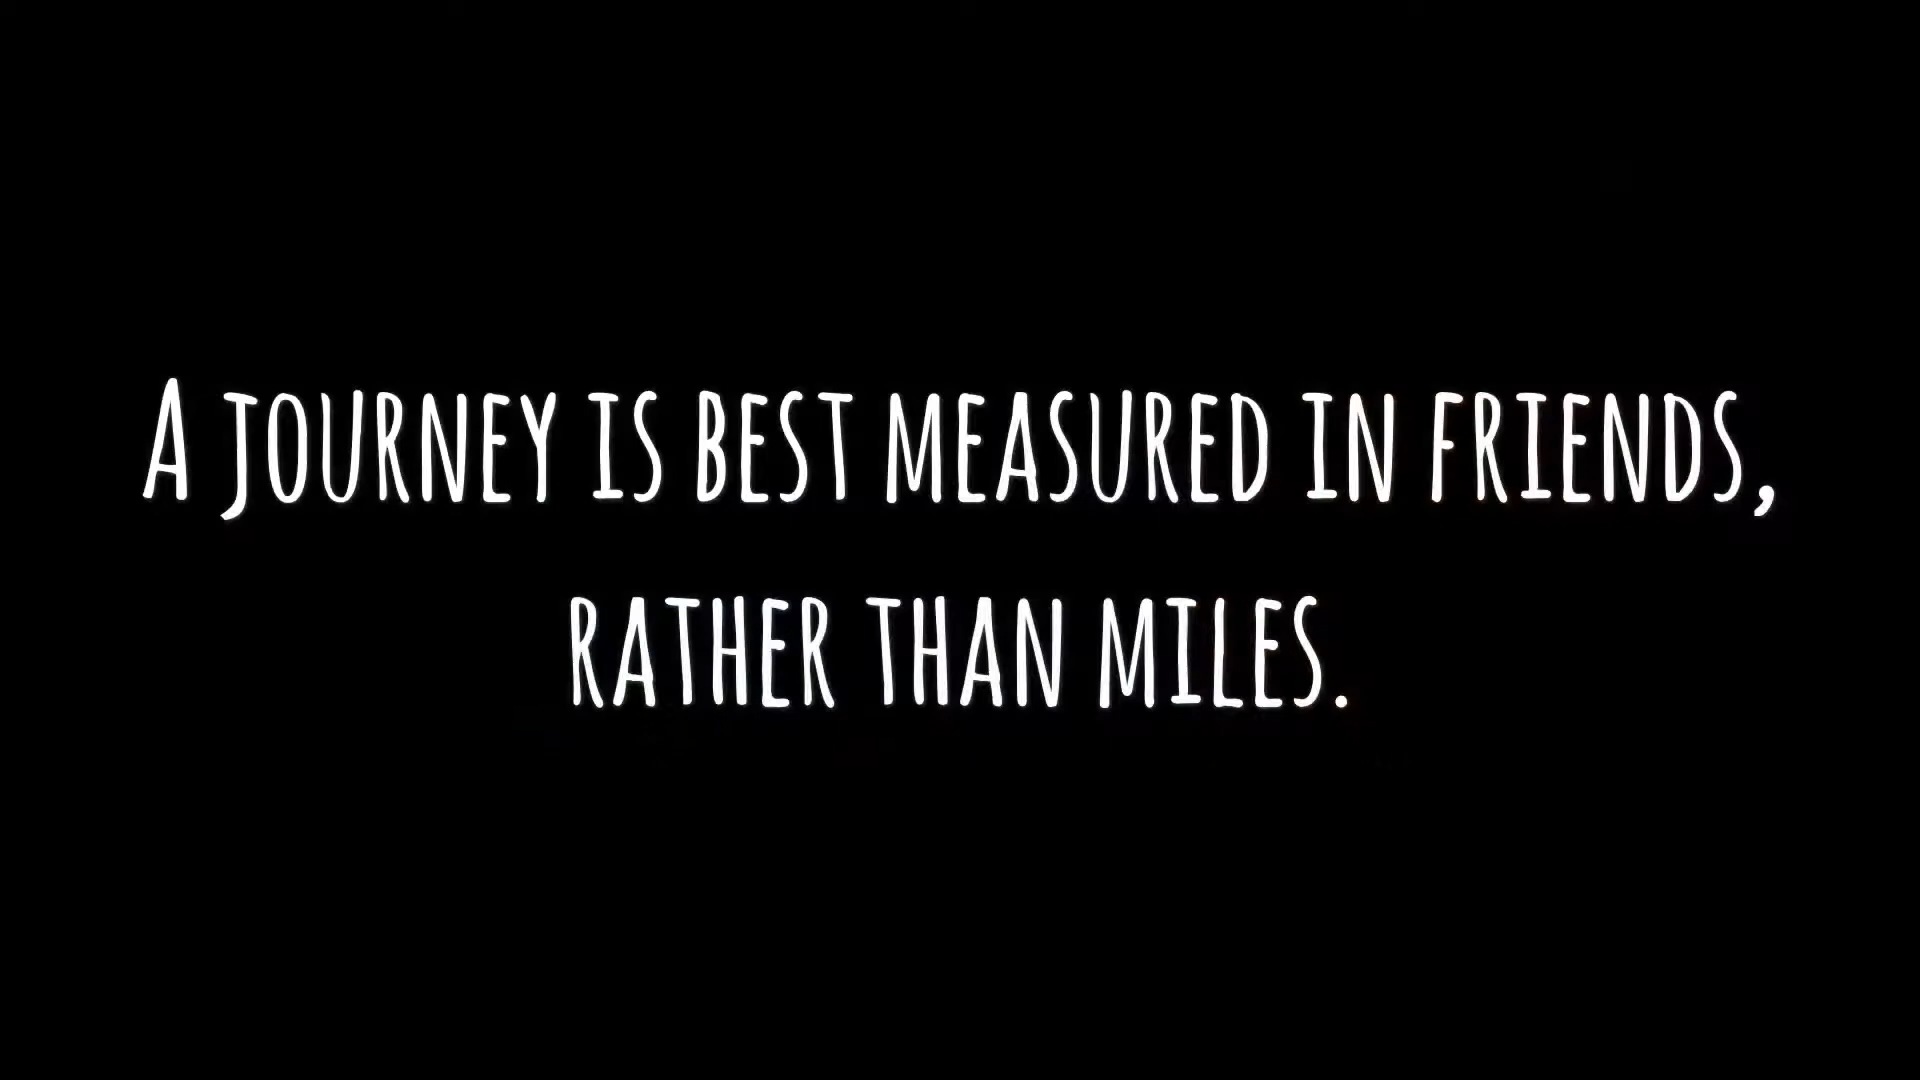 A JOURNEY IS BEST MEASURED IN FRIENDS,
RATHER THAN MILES.